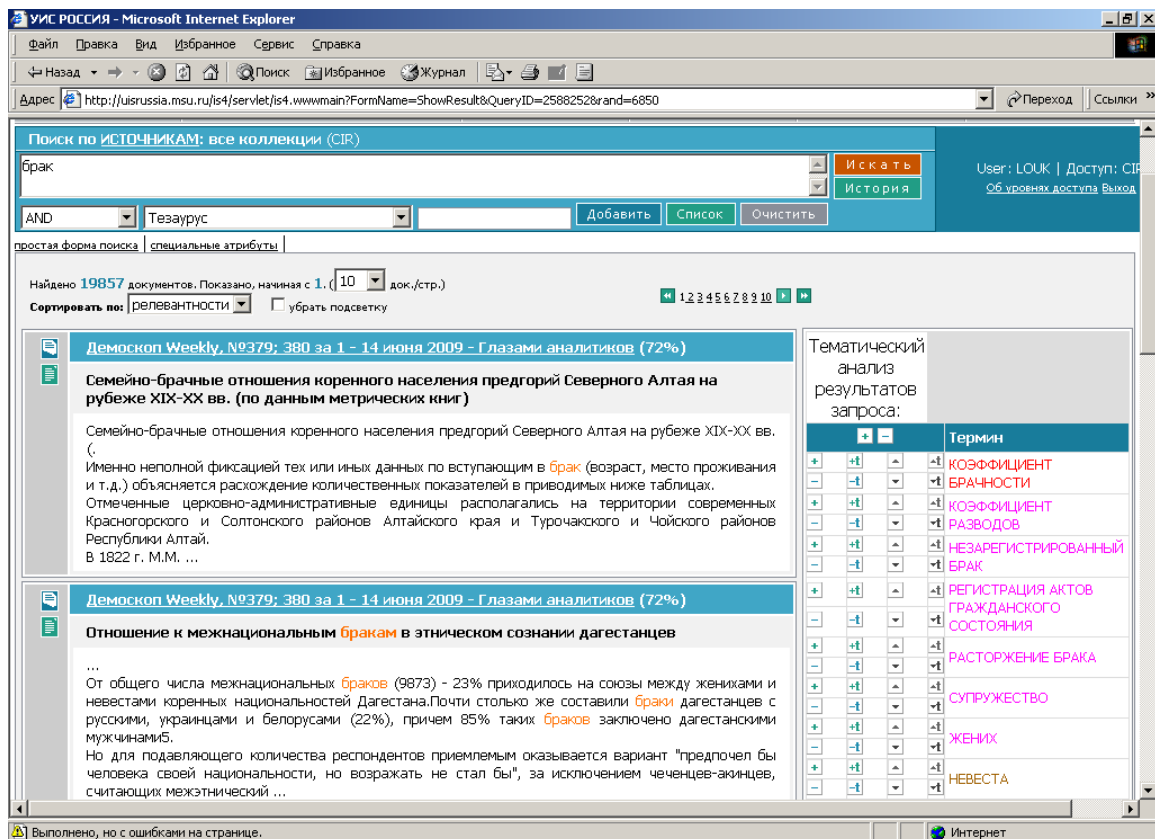 УИС РОССИЯ - Microsoft Internet Explorer
Файл Правка Вид Избранное Сервис Справка
Назад Поиск Избранное Журнал
Адрес http://uisrussia.msu.ru/is4/servlet/is4.wwwmain?FormName=ShowResult&QueryID=2588252&rand=6850 Переход Ссылки »
Поиск по ИСТОЧНИКАМ: все коллекции (CIR)
брак
Искать
История
User: LOUK | Доступ: CIR
Об уровнях доступа Выход
AND Тезаурус Добавить Список Очистить
простая форма поиска | специальные атрибуты |
Найдено 19857 документов. Показано, начиная с 1. ( 10 док./стр.)
Сортировать по: релевантности убрать подсветку
1 2 3 4 5 6 7 8 9 10
Демоскоп Weekly, №379; 380 за 1 - 14 июня 2009 - Глазами аналитиков (72%)
Семейно-брачные отношения коренного населения предгорий Северного Алтая на
рубеже XIX-XX вв. (по данным метрических книг)
Семейно-брачные отношения коренного населения предгорий Северного Алтая на рубеже XIX-XX вв.
(.
Именно неполной фиксацией тех или иных данных по вступающим в брак (возраст, место проживания
и т.д.) объясняется расхождение количественных показателей в приводимых ниже таблицах.
Отмеченные церковно-административные единицы располагались на территории современных
Красногорского и Солтонского районов Алтайского края и Турочакского и Чойского районов
Республики Алтай.
В 1822 г. М.М. ...
Демоскоп Weekly, №379; 380 за 1 - 14 июня 2009 - Глазами аналитиков (72%)
Отношение к межнациональным бракам в этническом сознании дагестанцев
...
От общего числа межнациональных браков (9873) - 23% приходилось на союзы между женихами и
невестами коренных национальностей Дагестана.Почти столько же составили браки дагестанцев с
русскими, украинцами и белорусами (22%), причем 85% таких браков заключено дагестанскими
мужчинами5.
Но для подавляющего количества респондентов приемлемым оказывается вариант "предпочел бы
человека своей национальности, но возражать не стал бы", за исключением чеченцев-акинцев,
считающих межэтнический ...
Тематический
анализ
результатов
запроса:
+ - Термин
+ +t t КОЭФФИЦИЕНТ
- -t t БРАЧНОСТИ
+ +t t КОЭФФИЦИЕНТ
- -t t РАЗВОДОВ
+ +t t НЕЗАРЕГИСТРИРОВАННЫЙ
- -t t БРАК
+ +t t РЕГИСТРАЦИЯ АКТОВ
ГРАЖДАНСКОГО
- -t t СОСТОЯНИЯ
+ +t t
- -t t РАСТОРЖЕНИЕ БРАКА
+ +t t
- -t t СУПРУЖЕСТВО
+ +t t
- -t t ЖЕНИХ
+ +t t
- -t t НЕВЕСТА
Выполнено, но с ошибками на странице. Интернет